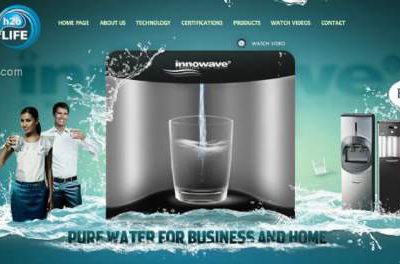 h2o
LIFE
HOME PAGE ABOUT US TECHNOLOGY CERTIFICATIONS PRODUCTS WATCH VIDEOS CONTACT
WATCH VIDEO
.com
innowave®
PURE WATER FOR BUSINESS AND HOME